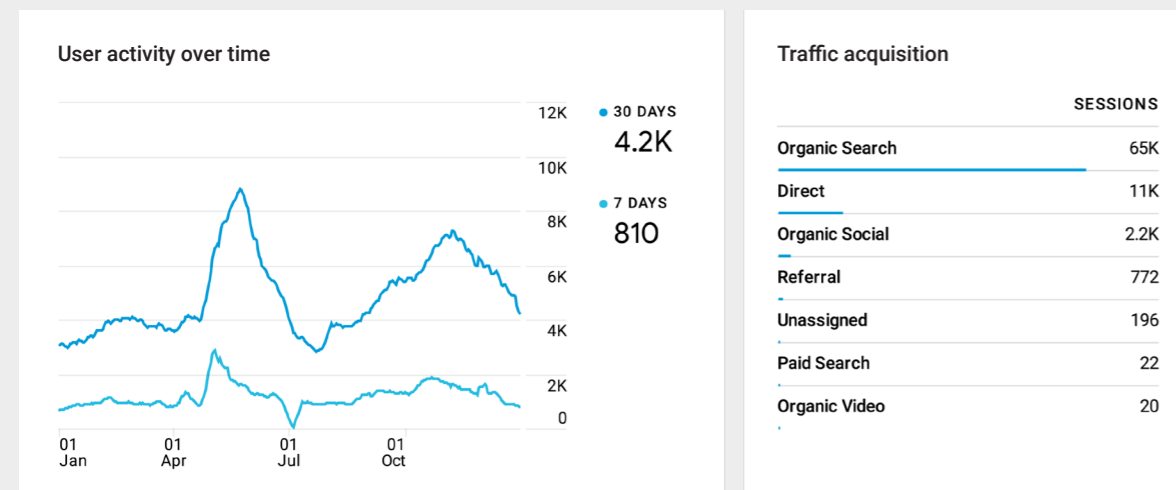 User activity over time
12K
10K
8K
6K
4K
2K
0
01 Jan
01 Apr
01 Jul
01 Oct
30 DAYS
4.2K
7 DAYS
810
Traffic acquisition
SESSIONS
Organic Search 65K
Direct 11K
Organic Social 2.2K
Referral 772
Unassigned 196
Paid Search 22
Organic Video 20